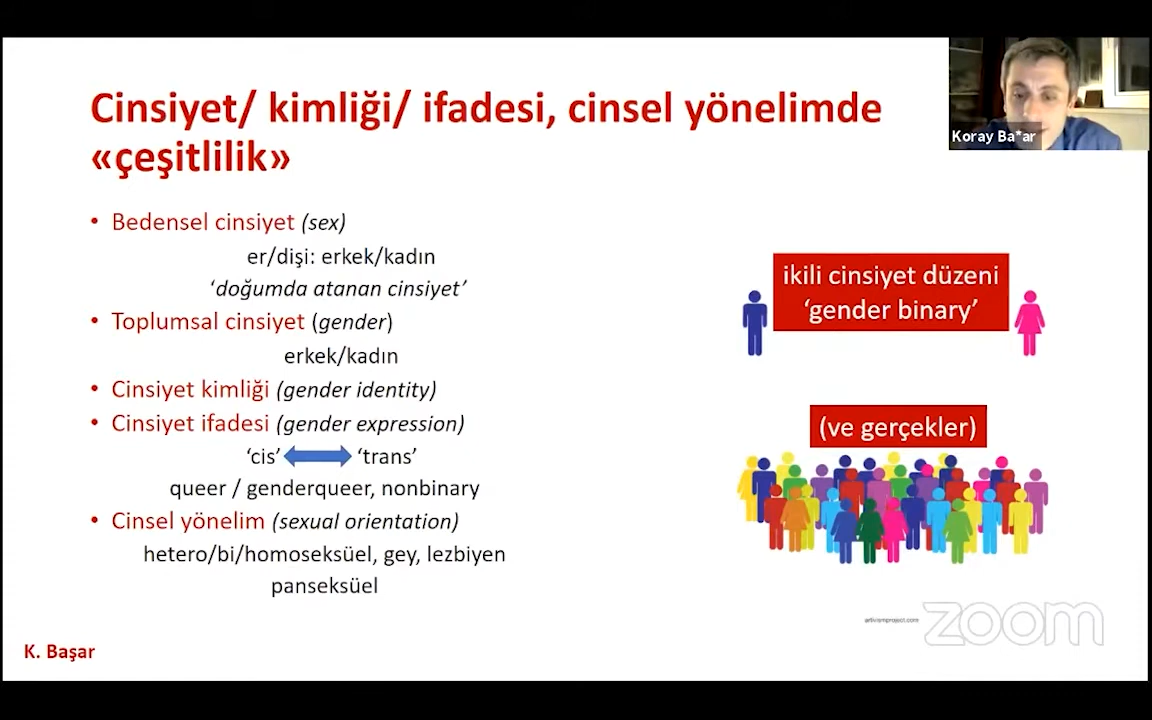 Cinsiyet/ kimliği/ ifadesi, cinsel yönelimde
«çeşitlilik»
• Bedensel cinsiyet (sex)
er/dişi: erkek/kadın
‘doğumda atanan cinsiyet’
• Toplumsal cinsiyet (gender)
erkek/kadın
• Cinsiyet kimliği (gender identity)
• Cinsiyet ifadesi (gender expression)
‘cis’ ‘trans’
queer / genderqueer, nonbinary
• Cinsel yönelim (sexual orientation)
hetero/bi/homoseksüel, gey, lezbiyen
panseksüel
K. Başar
Koray Ba*ar
ikili cinsiyet düzeni
‘gender binary’
(ve gerçekler)
artivismproject.com
zoom